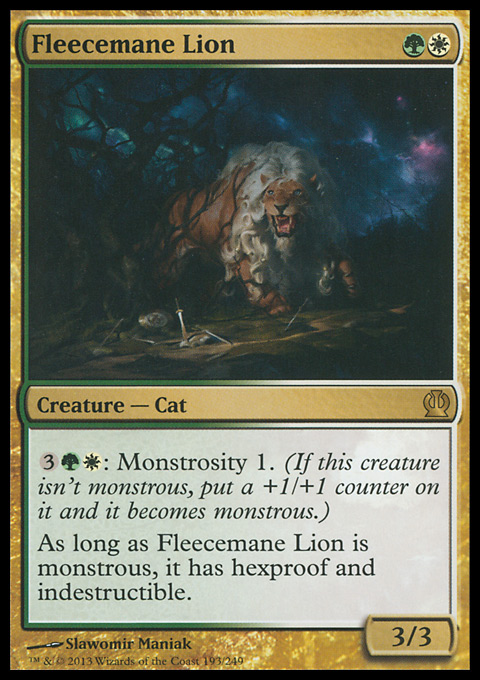 Fleecemane Lion
Creature — Cat
3 : Monstrosity 1. (If this creature
isn't monstrous, put a +1/+1 counter on
it and it becomes monstrous.)
As long as Fleecemane Lion is
monstrous, it has hexproof and
indestructible.
Slawomir Maniak
3/3
™ & © 2013 Wizards of the Coast 193/249